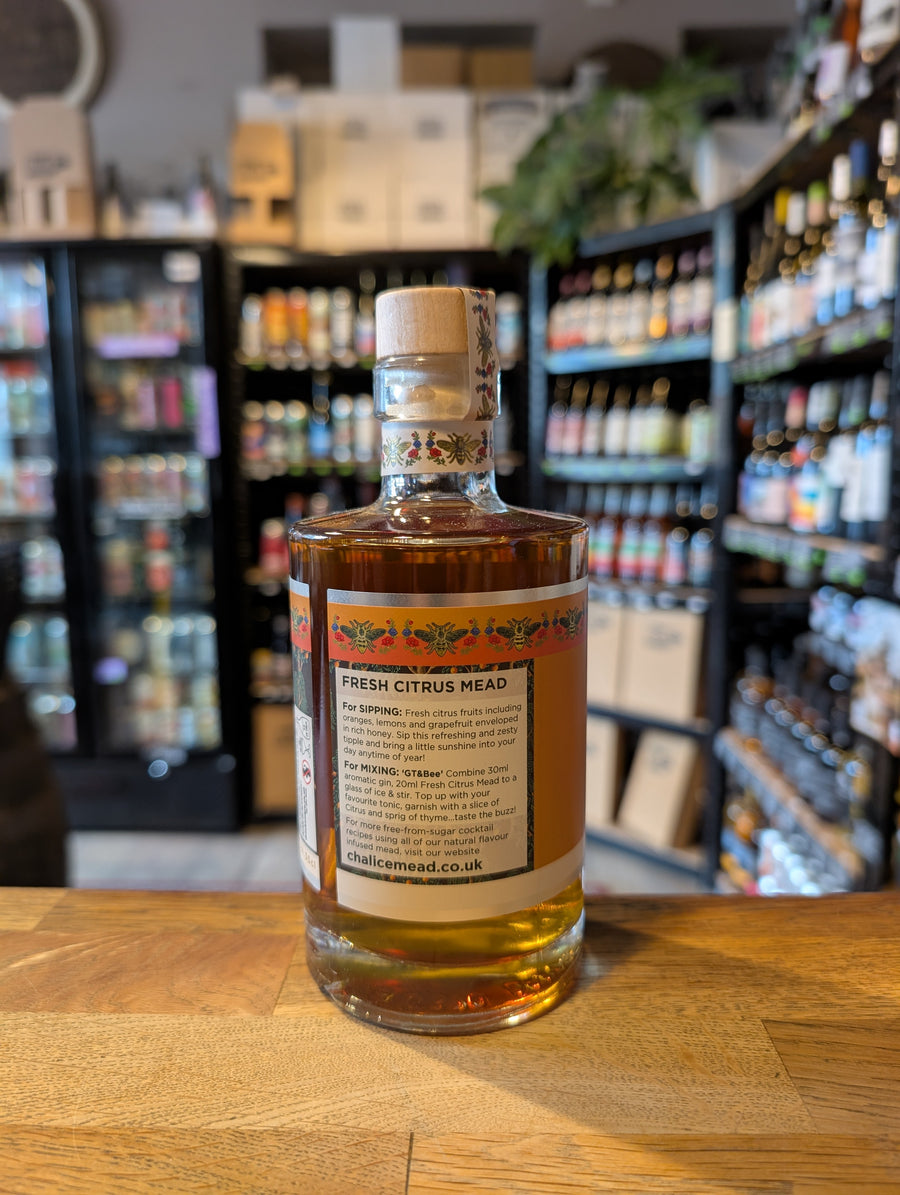 FRESH CITRUS MEAD
For SIPPING: Fresh citrus fruits including
oranges, lemons and grapefruit enveloped
in rich honey. Sip this refreshing and zesty
tipple and bring a little sunshine into your
day anytime of year!
For MIXING: ‘GT&Bee’ Combine 30ml
aromatic gin, 20ml Fresh Citrus Mead to a
glass of ice & stir. Top up with your
favourite tonic, garnish with a slice of
Citrus and sprig of thyme...taste the buzz!
For more free-from-sugar cocktail
recipes using all of our natural flavour
infused mead, visit our website
chalicemead.co.uk